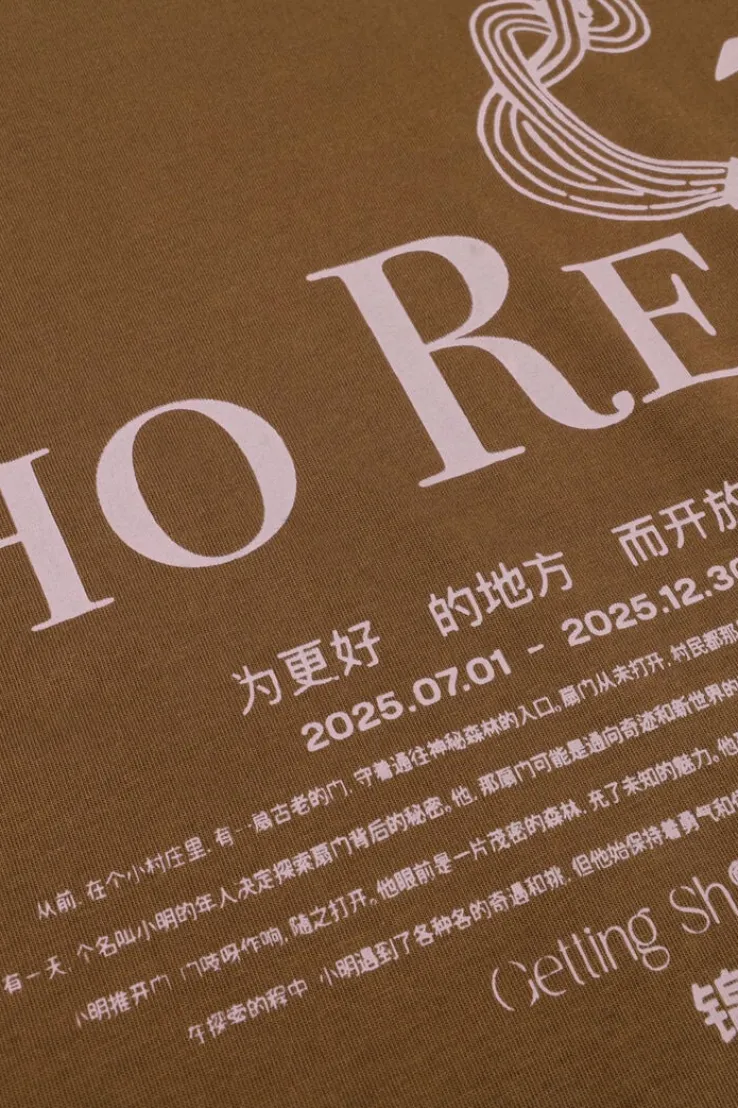 HO RE
为更好 的地方 而开放
2025.07.01 - 2025.12.30
从前, 在个小村庄里, 有一扇古老的门, 守着通往神秘森林的入口。扇门从未打开, 村民都那
有一天, 个名叫小明的年人决定探索扇门背后的秘密。他, 那扇门可能是通向奇迹和新世界的
小明推开门, 门吱呀作响, 随之打开。他眼前是一片茂密的森林, 充了未知的魅力。他
在探索的程中 小明遇到了各种各的奇遇和挑, 但他始保持着勇气和
Getting Sh
锦